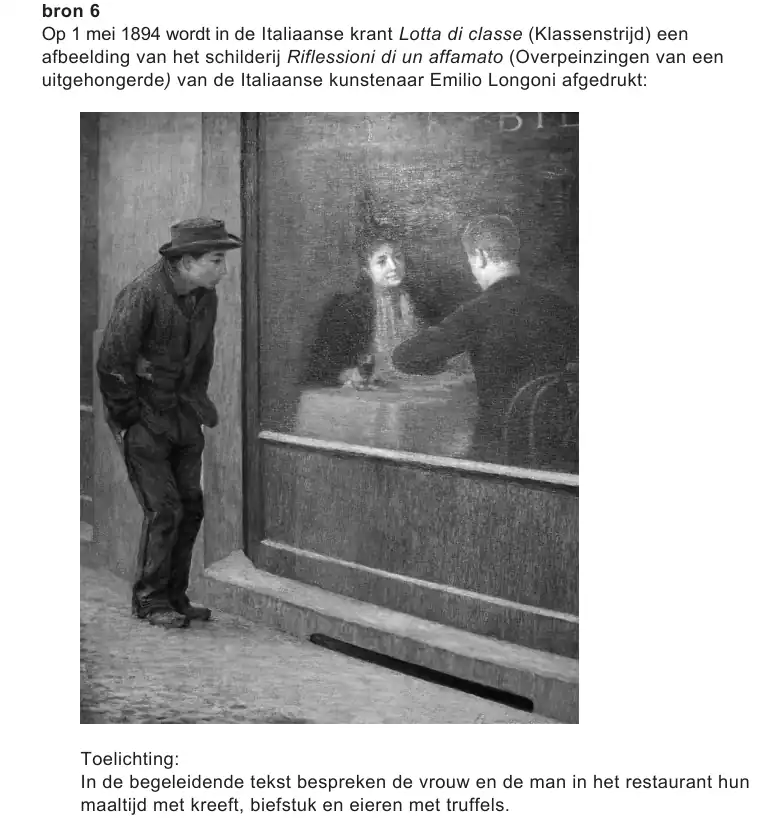 bron 6
Op 1 mei 1894 wordt in de Italiaanse krant Lotta di classe (Klassenstrijd) een
afbeelding van het schilderij Riflessioni di un affamato (Overpeinzingen van een
uitgehongerde) van de Italiaanse kunstenaar Emilio Longoni afgedrukt:
Toelichting:
In de begeleidende tekst bespreken de vrouw en de man in het restaurant hun
maaltijd met kreeft, biefstuk en eieren met truffels.